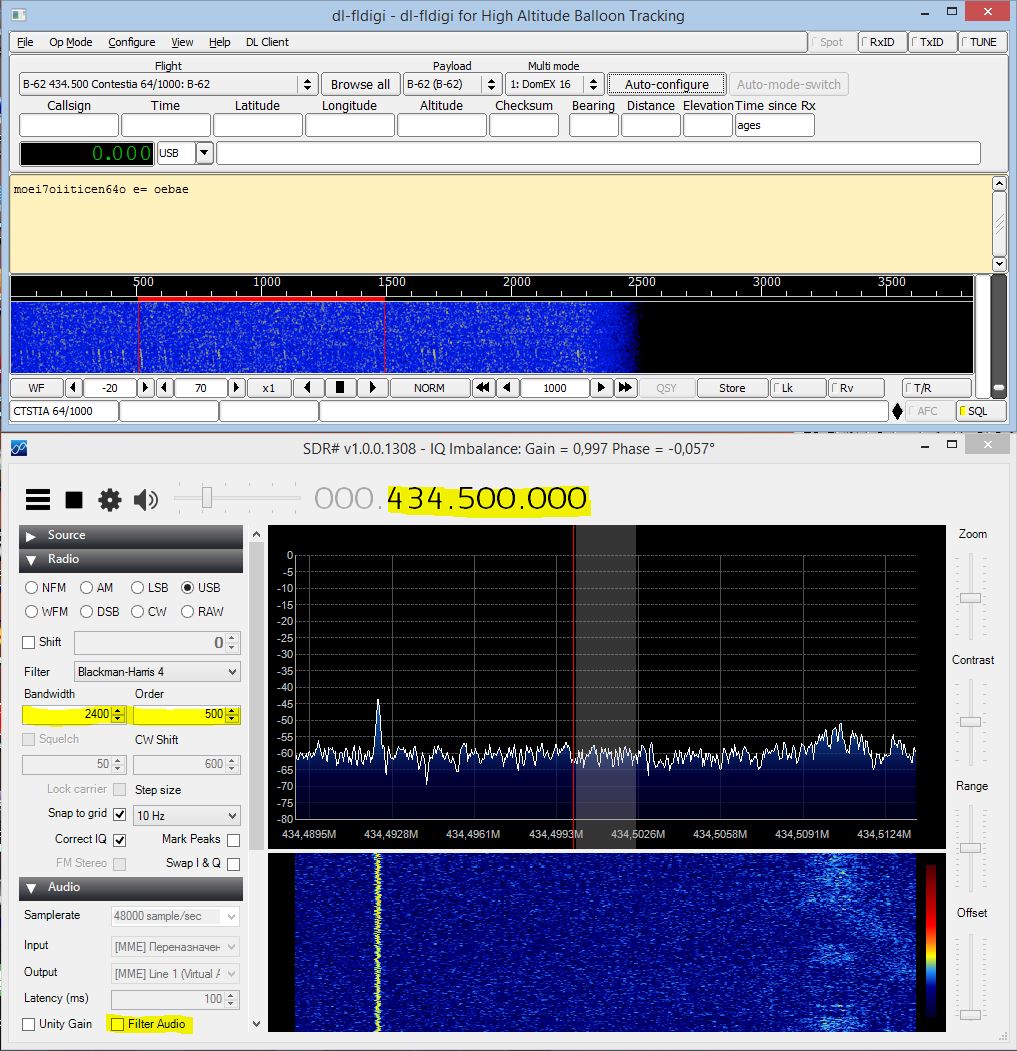 dl-fldigi - dl-fldigi for High Altitude Balloon Tracking
File Op Mode Configure View Help DL Client Spot RxID TxID TUNE
Flight Payload Multi mode
B-62 434.500 Contestia 64/1000: B-62 Browse all B-62 (B-62) 1: DomEX 16 Auto-configure Auto-mode-switch
Callsign Time Latitude Longitude Altitude Checksum Bearing Distance Elevation Time since Rx
ages
0.000 USB
moei7oiiticen64o e= oebae
500 1000 1500 2000 2500 3000 3500
WF -20 70 x1 NORM 1000 QSY Store Lk Rv T/R
CTSTIA 64/1000 AFC SQL
SDR# v1.0.0.1308 - IQ Imbalance: Gain = 0,997 Phase = -0,057°
000.434.500.000
Source
Radio
NFM AM LSB USB
WFM DSB CW RAW
Shift 0
Filter Blackman-Harris 4
Bandwidth Order
2400 500
Squelch CW Shift
50 600
Lock carrier Step size
Snap to grid 10 Hz
Correct IQ Mark Peaks
FM Stereo Swap I & Q
Audio
Samplerate 48000 sample/sec
Input [MME] Переназначен
Output [MME] Line 1 (Virtual A
Latency (ms) 100
Unity Gain Filter Audio
0
-5
-10
-15
-20
-25
-30
-35
-40
-45
-50
-55
-60
-65
-70
-75
-80
434,4895M 434,4928M 434,4961M 434,4993M 434,5026M 434,5058M 434,5091M 434,5124M
Zoom
Contrast
Range
Offset